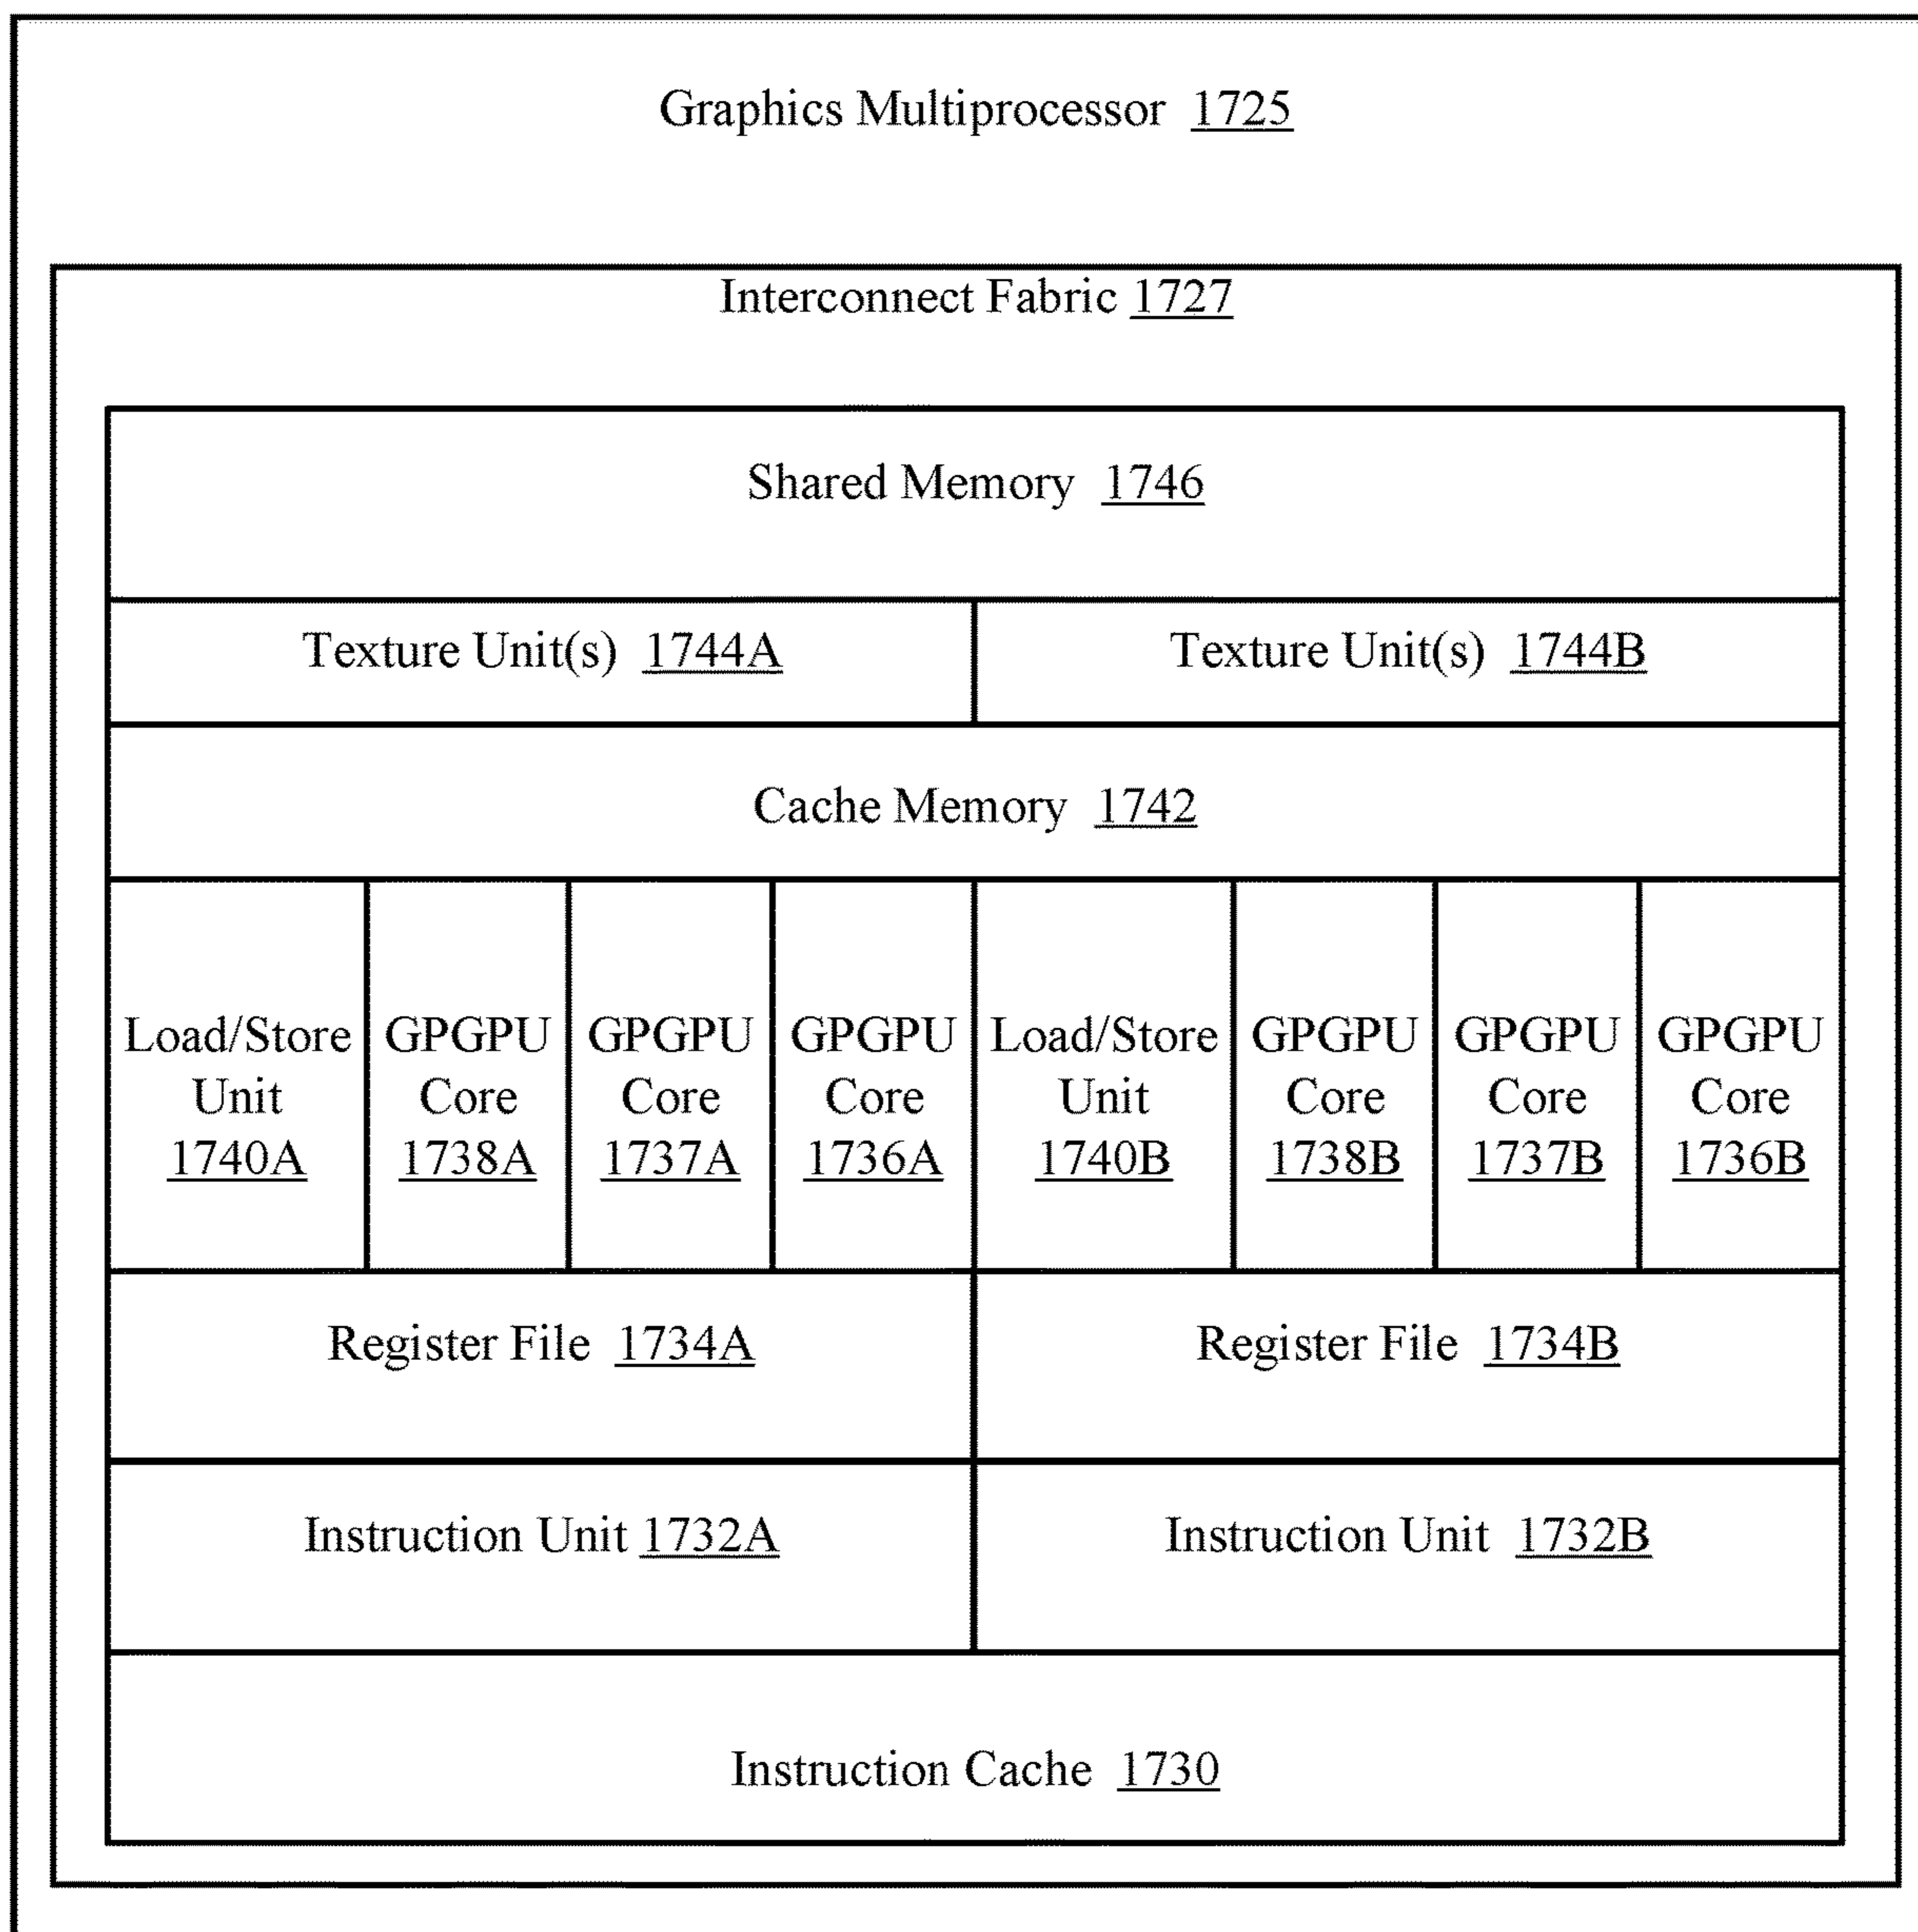 Graphics Multiprocessor 1725
Interconnect Fabric 1727
Shared Memory 1746
Texture Unit(s) 1744A
Texture Unit(s) 1744B
Cache Memory 1742
Load/Store
Unit
1740A
GPGPU
Core
1738A
GPGPU
Core
1737A
GPGPU
Core
1736A
Load/Store
Unit
1740B
GPGPU
Core
1738B
GPGPU
Core
1737B
GPGPU
Core
1736B
Register File 1734A
Register File 1734B
Instruction Unit 1732A
Instruction Unit 1732B
Instruction Cache 1730